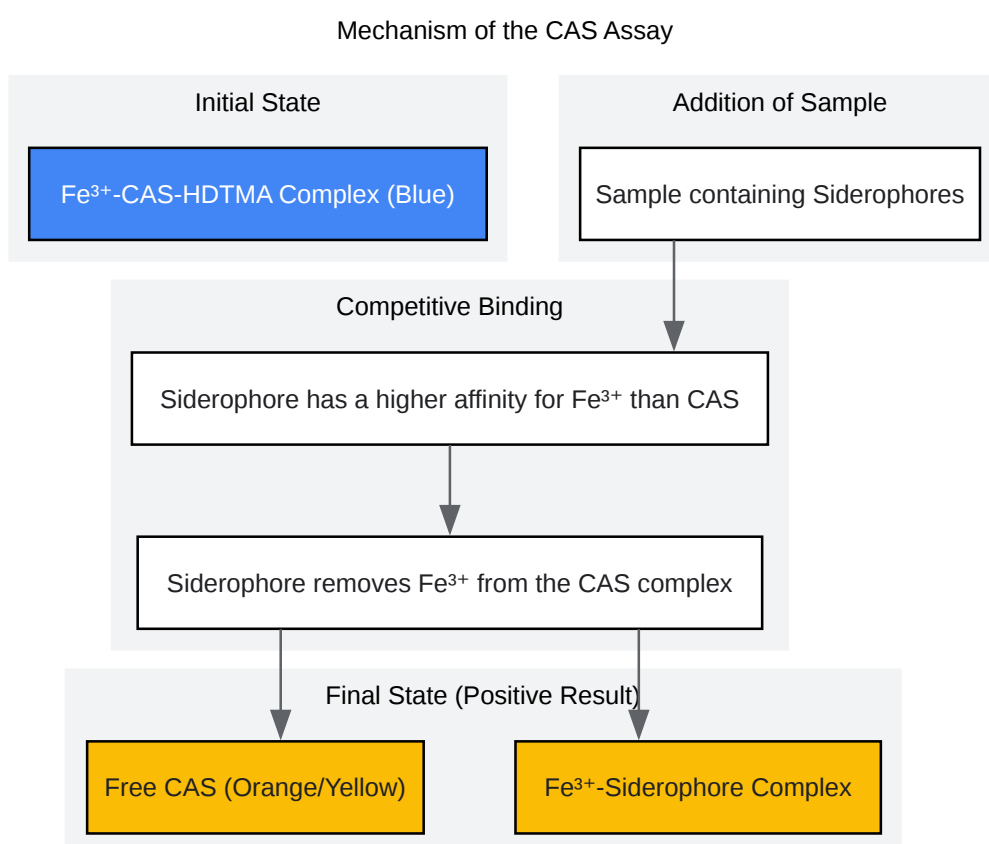 Mechanism of the CAS Assay
Initial State
Addition of Sample
Fe³⁺-CAS-HDTMA Complex (Blue)
Sample containing Siderophores
Competitive Binding
Siderophore has a higher affinity for Fe³⁺ than CAS
Siderophore removes Fe³⁺ from the CAS complex
Final State (Positive Result)
Free CAS (Orange/Yellow)
Fe³⁺-Siderophore Complex